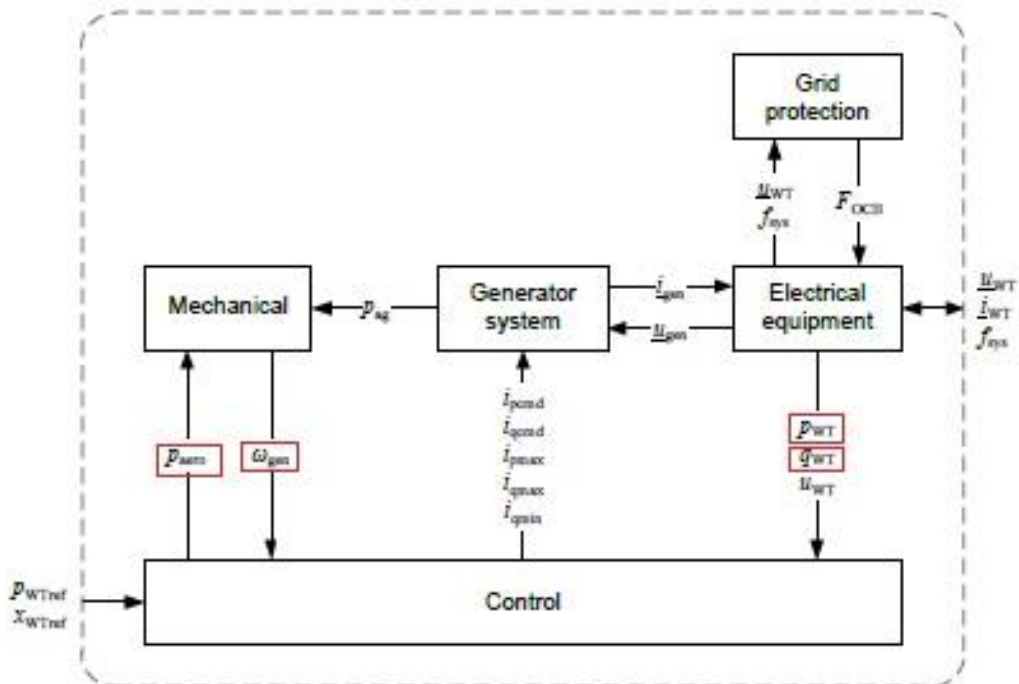 Grid
protection
u_WT
f_sys
F_OCB
Mechanical
p_ag
Generator
system
i_gen
u_gen
Electrical
equipment
u_WT
i_WT
f_sys
p_aero
ω_gen
i_pcmd
i_qcmd
i_pmax
i_qmax
i_qmin
p_WT
q_WT
u_WT
p_WTref
x_WTref
Control